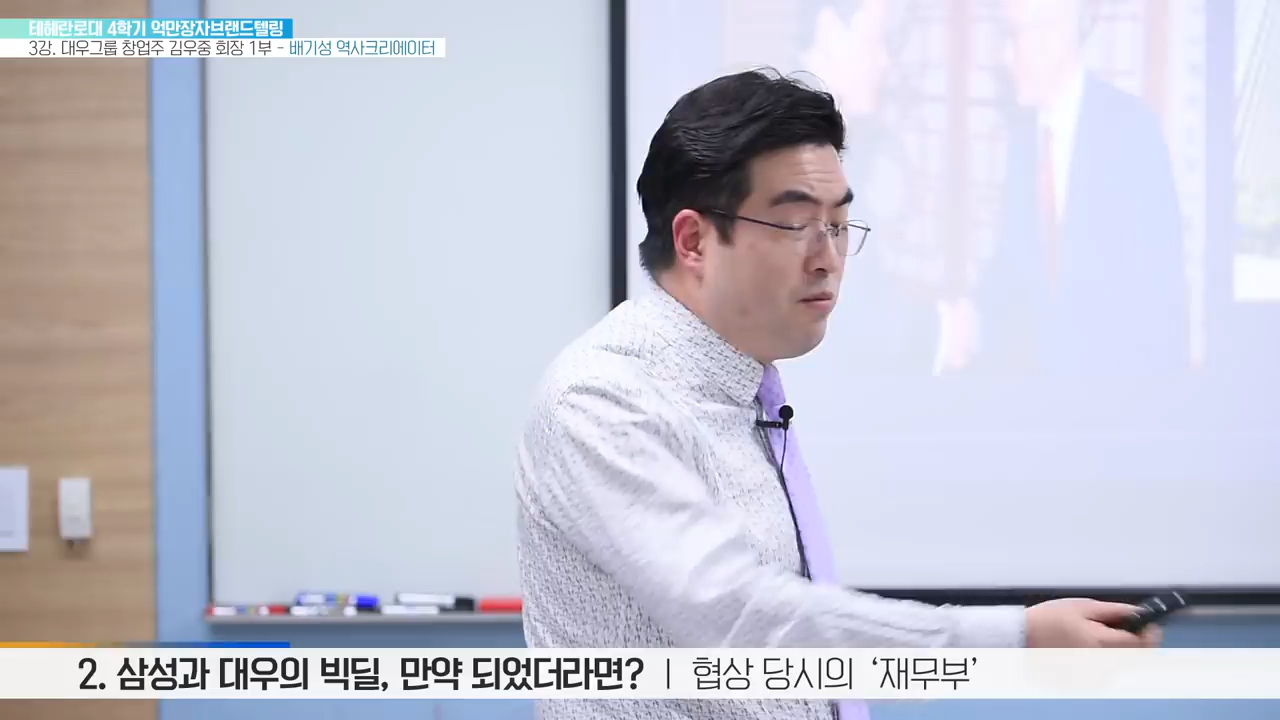 테헤란로대 4학기 억만장자브랜드텔링
3강. 대우그룹 창업주 김우중 회장 1부 - 배기성 역사크리에이터
2. 삼성과 대우의 빅딜, 만약 되었더라면? | 협상 당시의 ‘재무부’